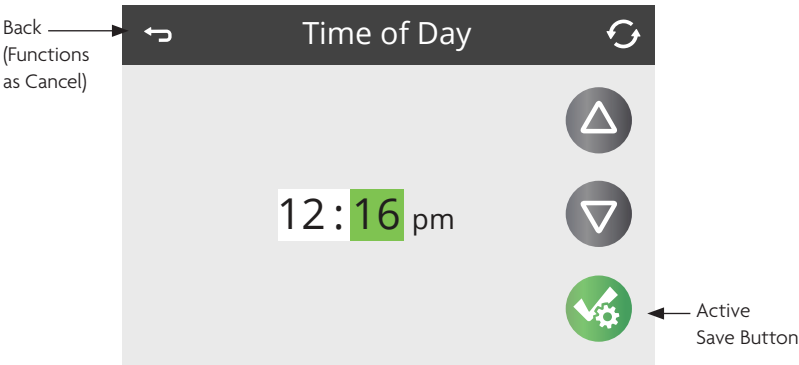 Back
(Functions
as Cancel)
Time of Day
12:16 pm
Active
Save Button